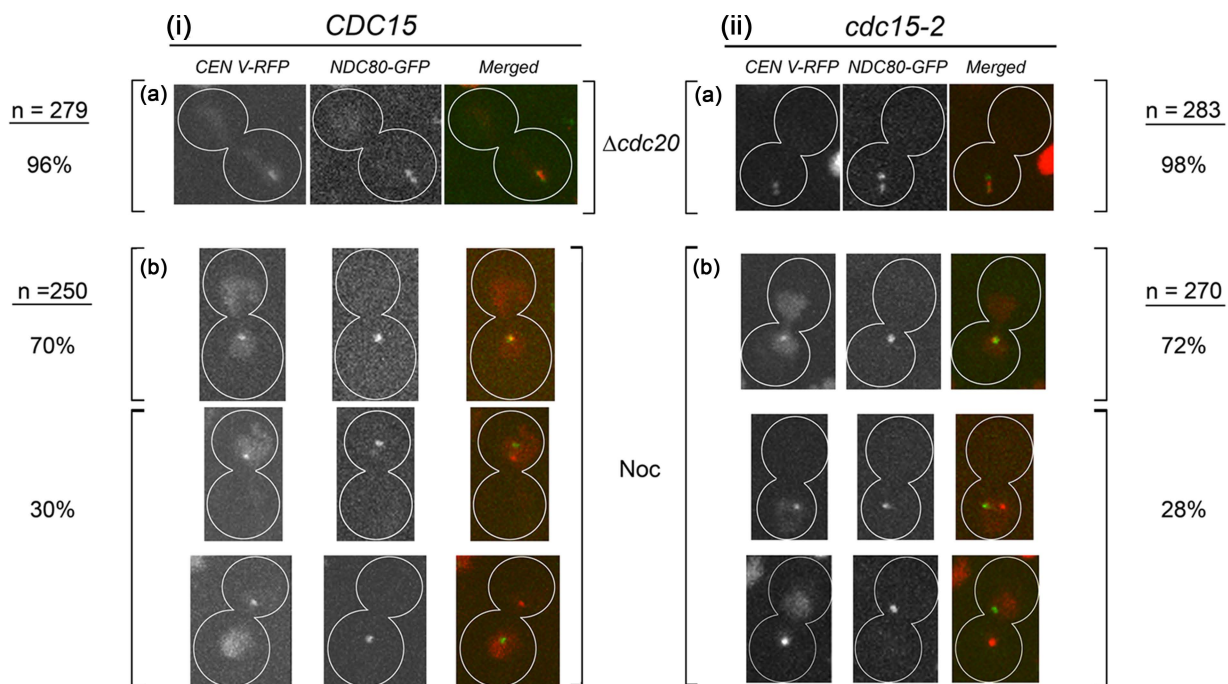 (i) CDC15
(ii) cdc15-2
CEN V-RFP NDC80-GFP Merged
CEN V-RFP NDC80-GFP Merged
(a)
(a)
n = 279
96%
Δcdc20
n = 283
98%
(b)
(b)
n =250
70%
n = 270
72%
Noc
30%
28%